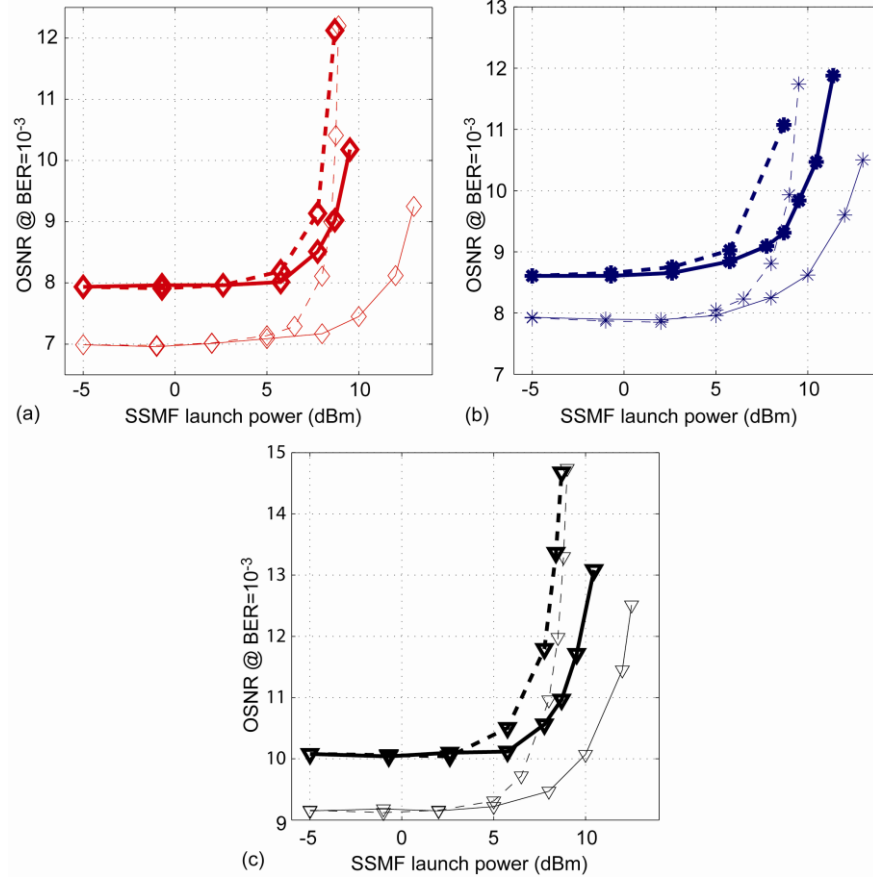 12
11
10
9
8
7
OSNR @ BER=10-3
-5 0 5 10
(a) SSMF launch power (dBm)
13
12
11
10
9
8
7
OSNR @ BER=10-3
-5 0 5 10
(b) SSMF launch power (dBm)
15
14
13
12
11
10
9
OSNR @ BER=10-3
-5 0 5 10
(c) SSMF launch power (dBm)